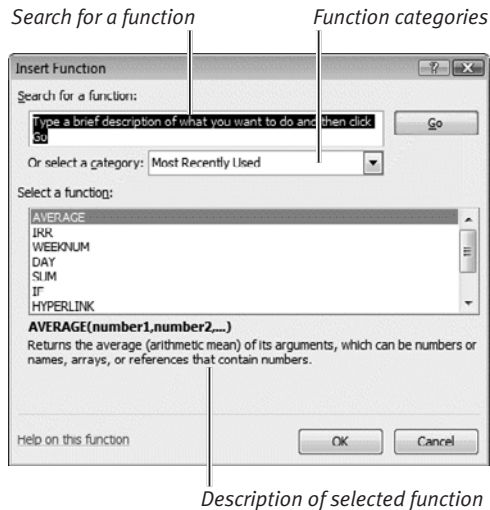 Search for a function
Function categories
Insert Function
Search for a function:
Type a brief description of what you want to do and then click
Go
Go
Or select a category: Most Recently Used
Select a function:
AVERAGE
IRR
WEEKNUM
DAY
SUM
IF
HYPERLINK
AVERAGE(number1,number2,...)
Returns the average (arithmetic mean) of its arguments, which can be numbers or
names, arrays, or references that contain numbers.
Help on this function
OK
Cancel
Description of selected function